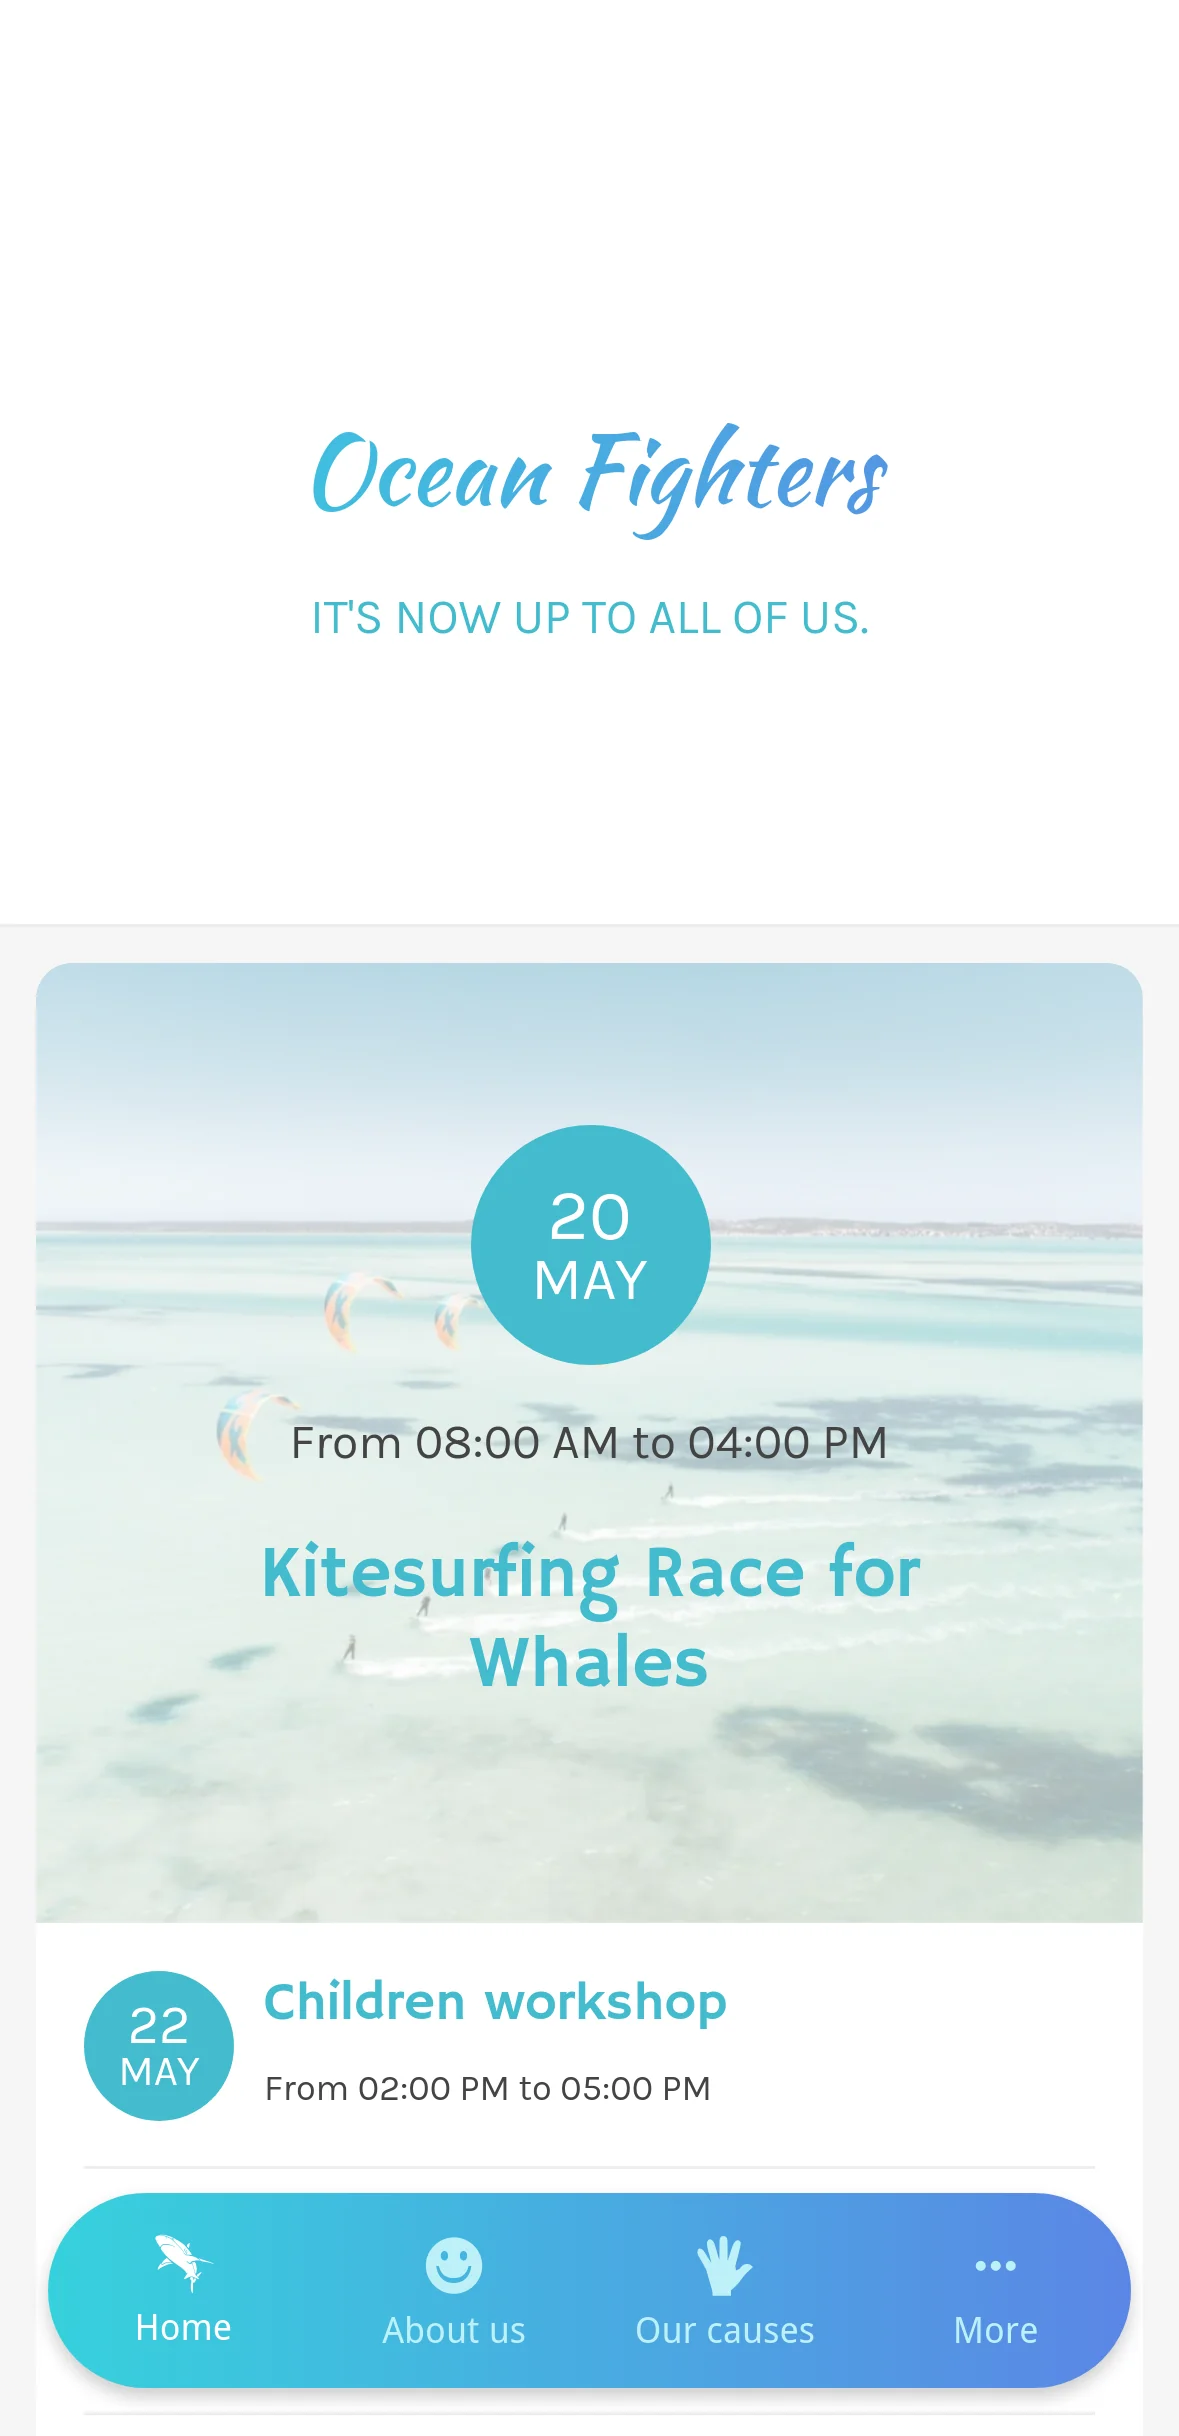 Ocean Fighters
IT'S NOW UP TO ALL OF US.
20
MAY
From 08:00 AM to 04:00 PM
Kitesurfing Race for
Whales
22
MAY
Children workshop
From 02:00 PM to 05:00 PM
Home
About us
Our causes
More